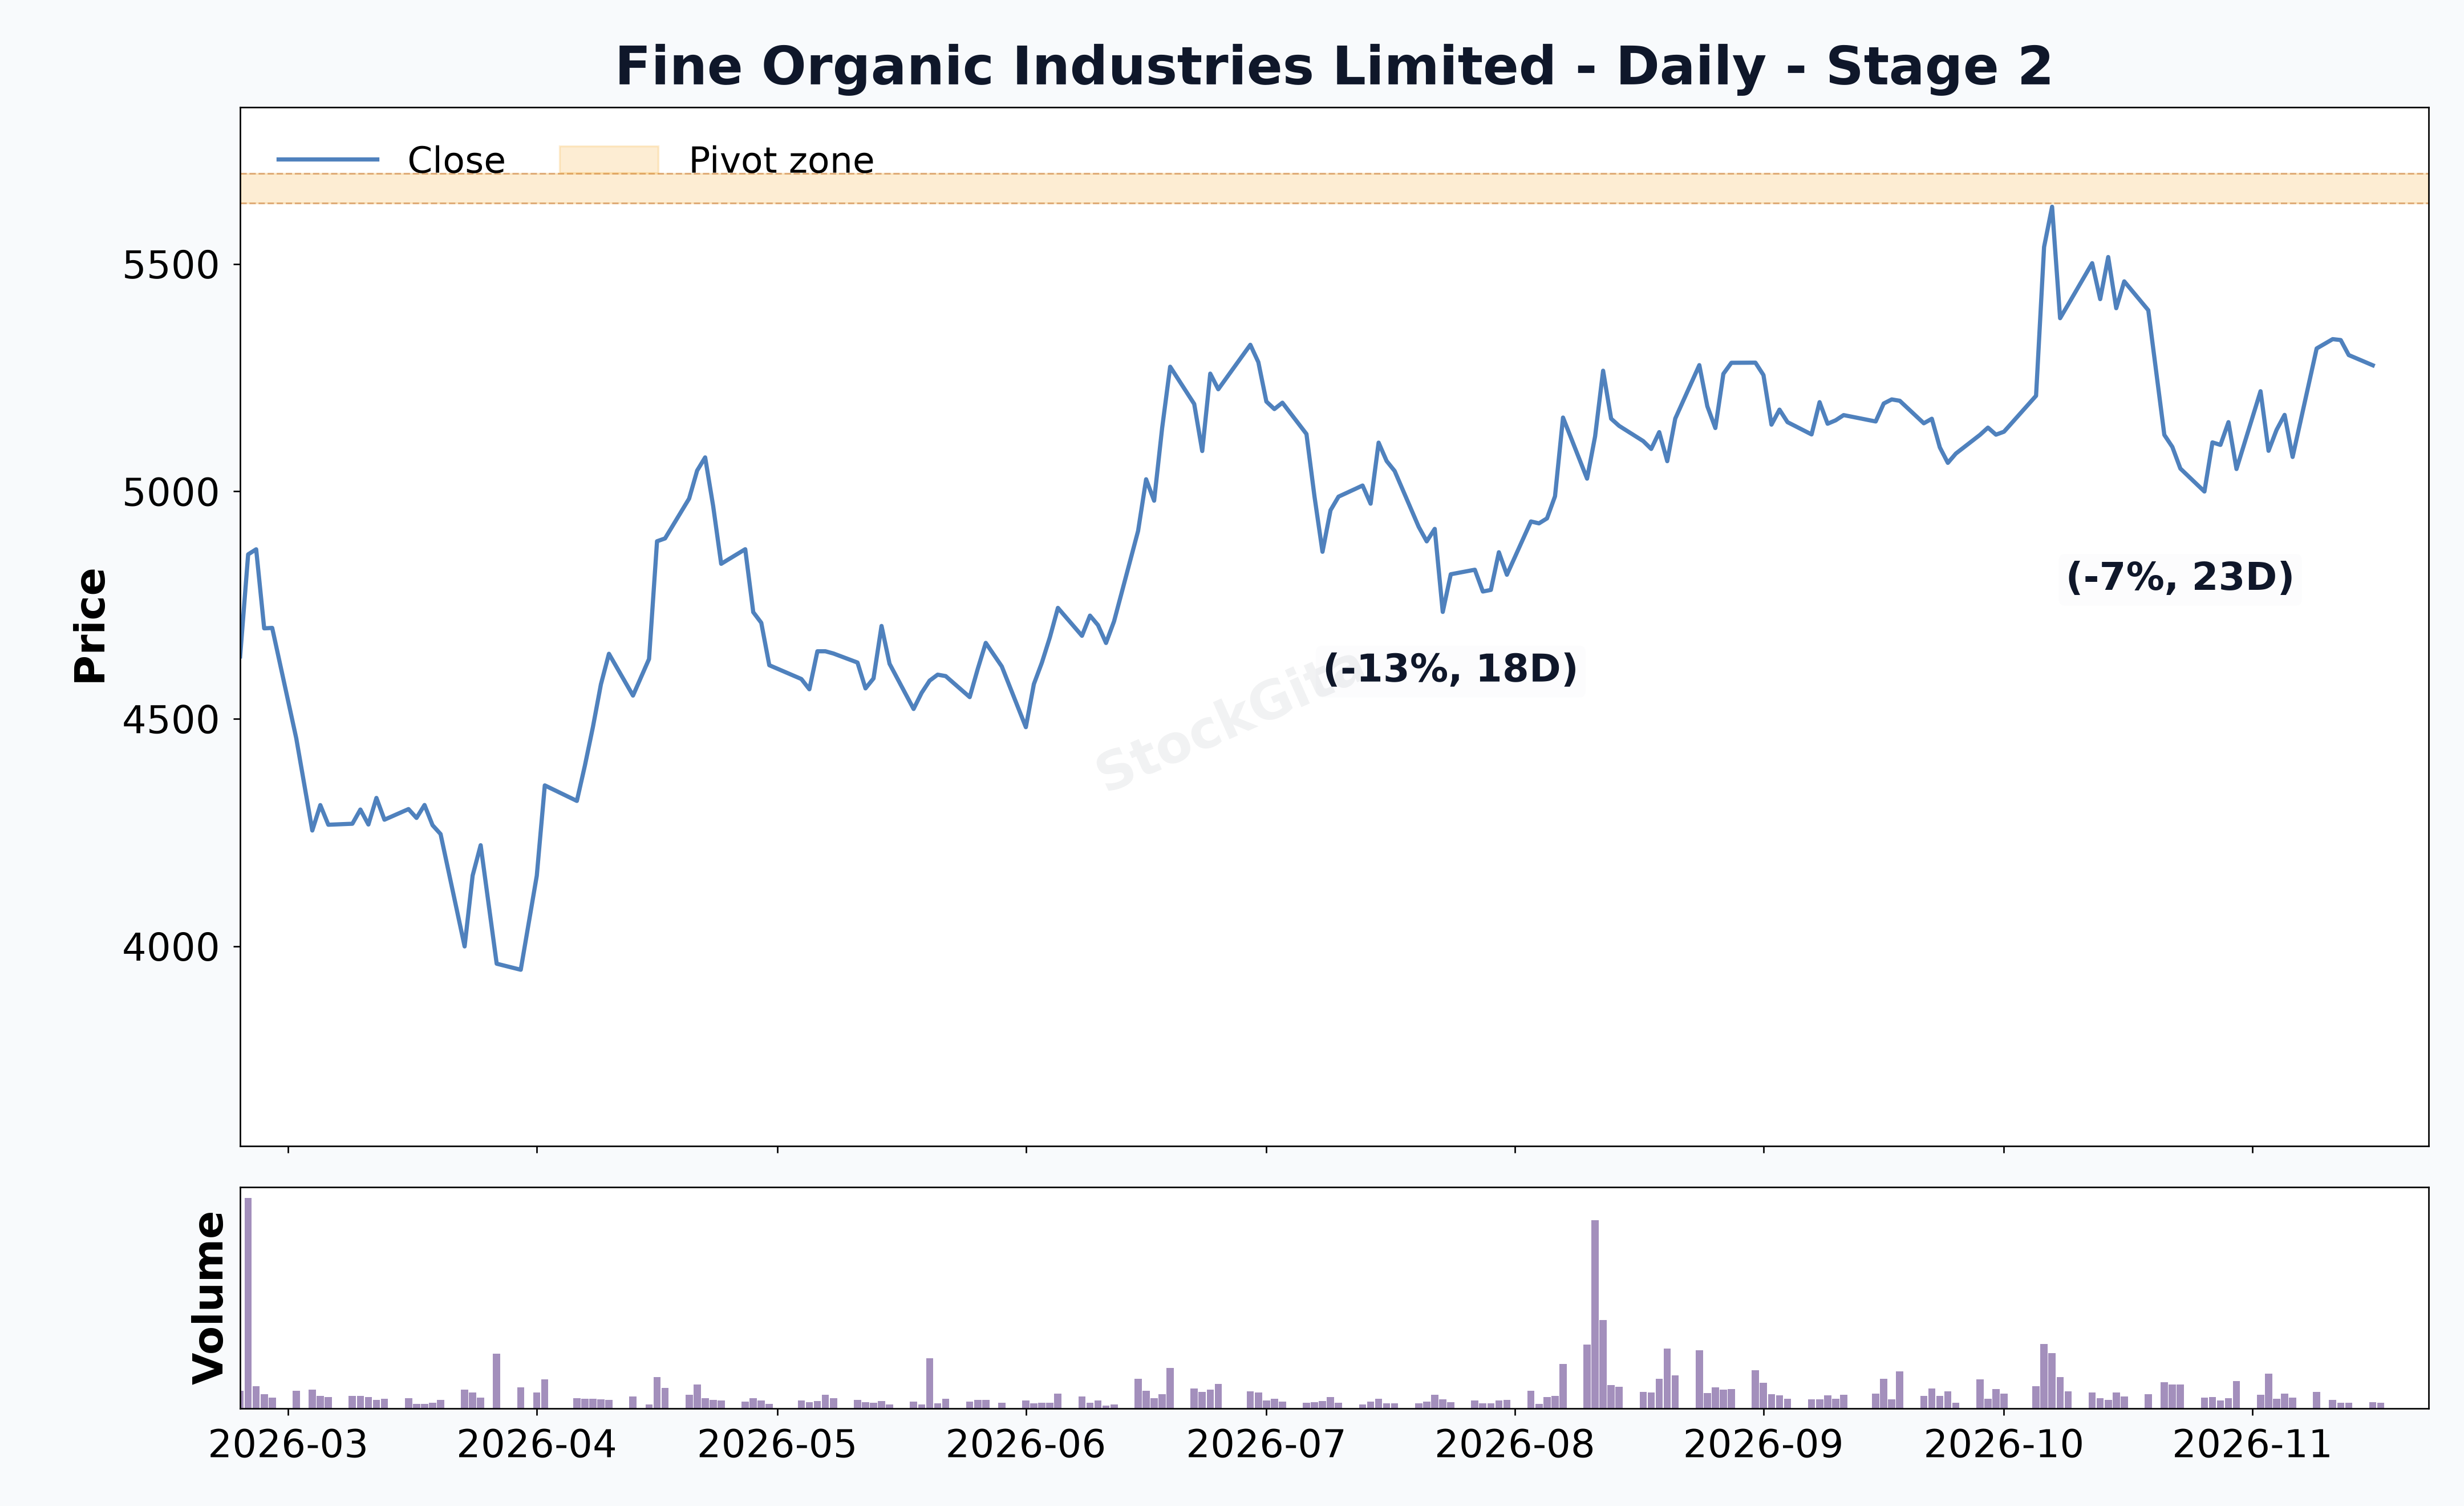 Fine Organic Industries Limited - Daily - Stage 2
Close
Pivot zone
Price
5500
5000
4500
4000
(-7%, 23D)
(-13%, 18D)
StockGito
Volume
2026-03
2026-04
2026-05
2026-06
2026-07
2026-08
2026-09
2026-10
2026-11